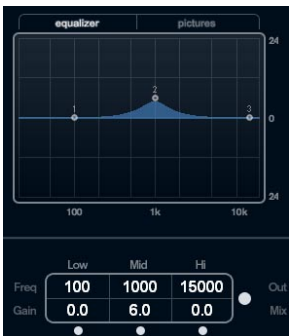 equalizer pictures
24
2
1 3
0
24
100 1k 10k
Low Mid Hi
Freq 100 1000 15000 Out
Gain 0.0 6.0 0.0 Mix